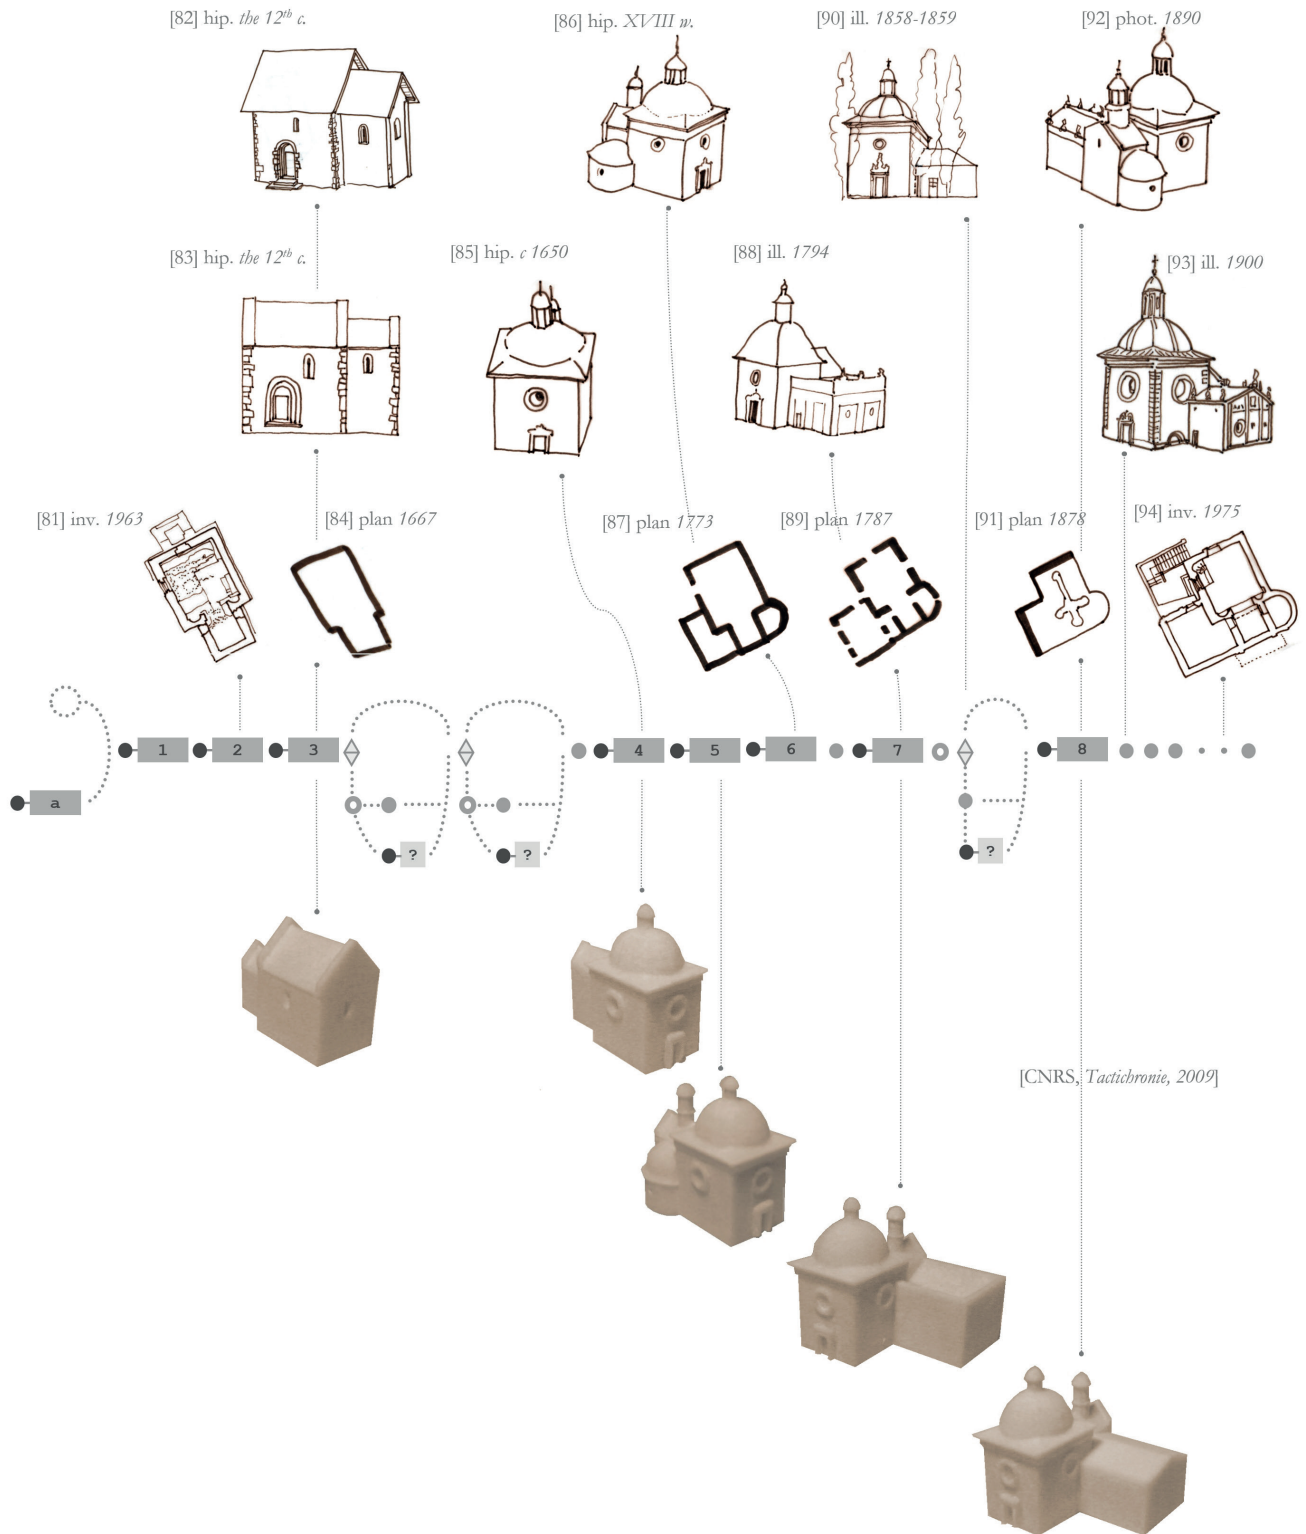 [82] hip. the 12th c.
[86] hip. XVIII w.
[90] ill. 1858-1859
[92] phot. 1890
[83] hip. the 12th c.
[85] hip. c 1650
[88] ill. 1794
[93] ill. 1900
[81] inv. 1963
[84] plan 1667
[87] plan 1773
[89] plan 1787
[91] plan 1878
[94] inv. 1975
1
2
3
4
5
6
7
8
a
?
?
?
[CNRS, Tactichronie, 2009]